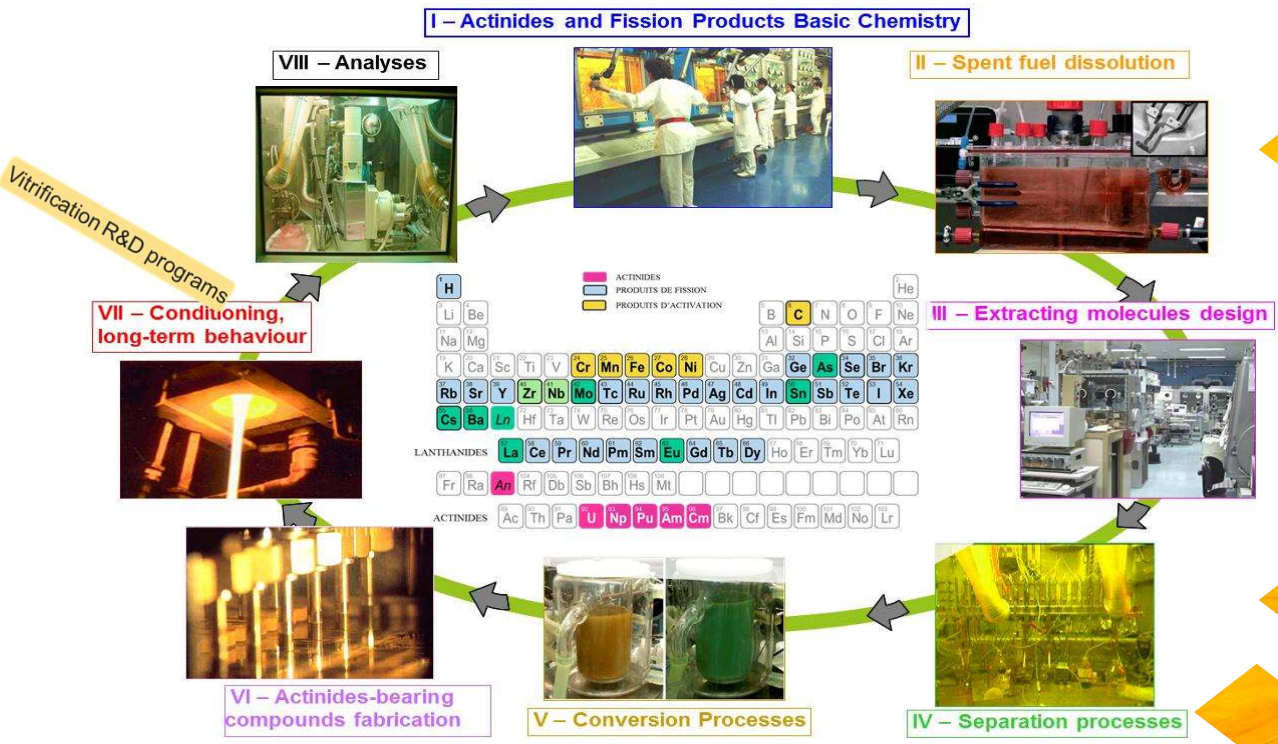 I – Actinides and Fission Products Basic Chemistry
VIII – Analyses
II – Spent fuel dissolution
Vitrification R&D programs
VII – Conditioning,
long-term behaviour
III – Extracting molecules design
ACTINIDES
PRODUITS DE FISSION
PRODUITS D'ACTIVATION
H He
Li Be B C N O F Ne
Na Mg Al Si P S Cl Ar
K Ca Sc Ti V Cr Mn Fe Co Ni Cu Zn Ga Ge As Se Br Kr
Rb Sr Y Zr Nb Mo Tc Ru Rh Pd Ag Cd In Sn Sb Te I Xe
Cs Ba Ln Hf Ta W Re Os Ir Pt Au Hg Tl Pb Bi Po At Rn
LANTHANIDES La Ce Pr Nd Pm Sm Eu Gd Tb Dy Ho Er Tm Yb Lu
Fr Ra An Rf Db Sb Bh Hs Mt
ACTINIDES Ac Th Pa U Np Pu Am Cm Bk Cf Es Fm Md No Lr
VI – Actinides-bearing
compounds fabrication
V – Conversion Processes
IV – Separation processes